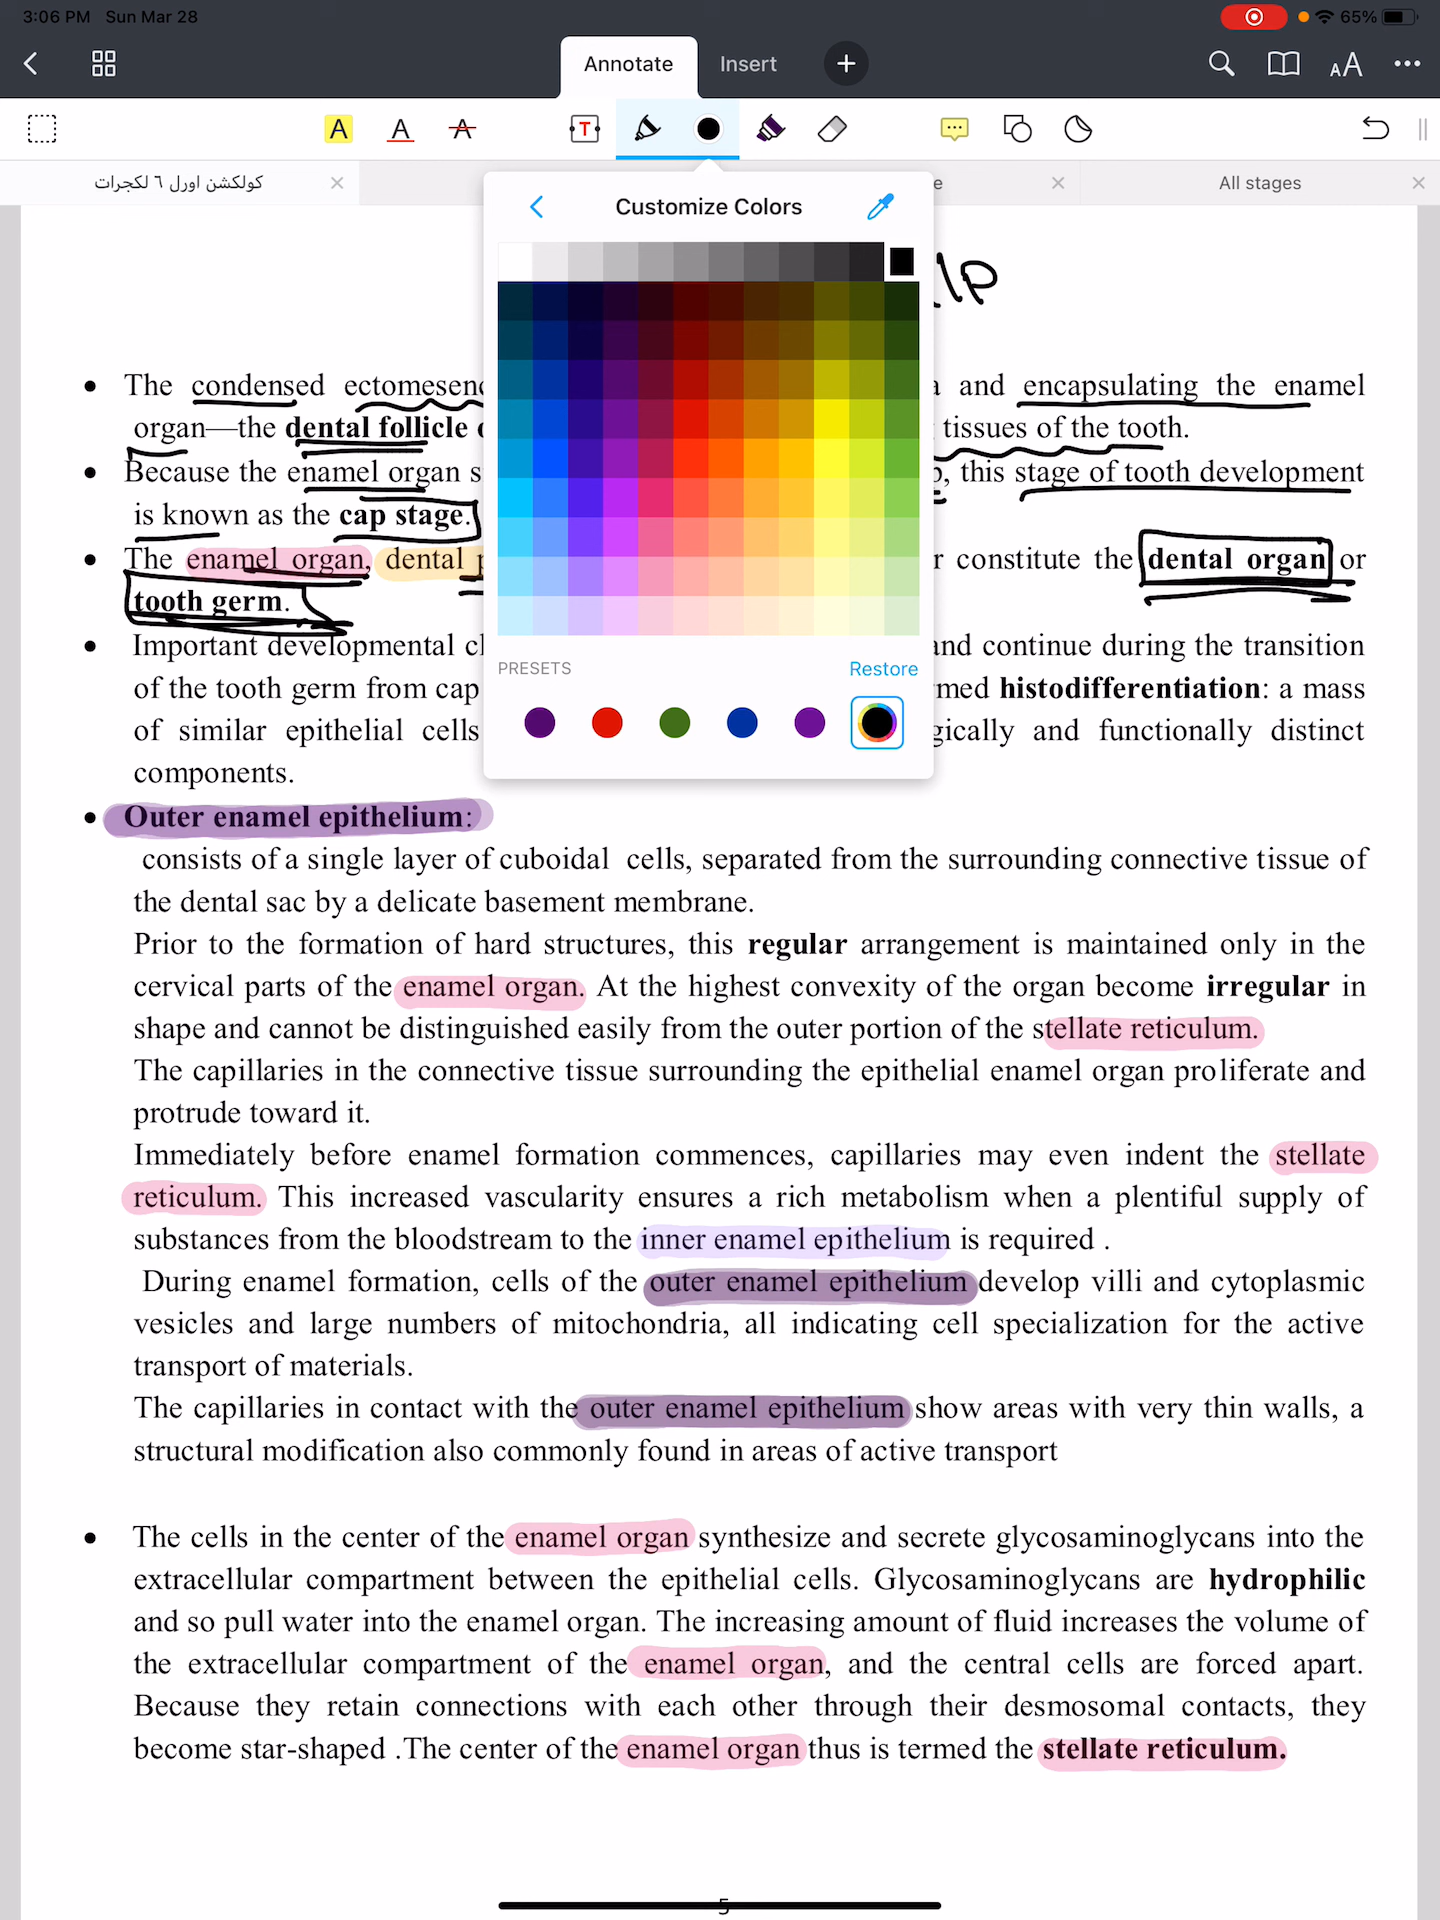 3:06 PM Sun Mar 28
65%
Annotate
Insert
كولكشن اورل ٦ لكجرات
e
All stages
Customize Colors
PRESETS
Restore
• The condensed
a and encapsulating the enamel
organ—the dental follicle
tissues of the tooth.
• Because the enamel organ s
, this stage of tooth development
is known as the cap stage.
• The enamel organ, dental p
r constitute the dental organ or
tooth germ.
• Important developmental
and continue during the transition
of the tooth germ from cap
med histodifferentiation: a mass
of similar epithelial cells
gically and functionally distinct
components.
• Outer enamel epithelium:
consists of a single layer of cuboidal cells, separated from the surrounding connective tissue of
the dental sac by a delicate basement membrane.
Prior to the formation of hard structures, this regular arrangement is maintained only in the
cervical parts of the enamel organ. At the highest convexity of the organ become irregular in
shape and cannot be distinguished easily from the outer portion of the stellate reticulum.
The capillaries in the connective tissue surrounding the epithelial enamel organ proliferate and
protrude toward it.
Immediately before enamel formation commences, capillaries may even indent the stellate
reticulum. This increased vascularity ensures a rich metabolism when a plentiful supply of
substances from the bloodstream to the inner enamel epithelium is required .
During enamel formation, cells of the outer enamel epithelium develop villi and cytoplasmic
vesicles and large numbers of mitochondria, all indicating cell specialization for the active
transport of materials.
The capillaries in contact with the outer enamel epithelium show areas with very thin walls, a
structural modification also commonly found in areas of active transport
• The cells in the center of the enamel organ synthesize and secrete glycosaminoglycans into the
extracellular compartment between the epithelial cells. Glycosaminoglycans are hydrophilic
and so pull water into the enamel organ. The increasing amount of fluid increases the volume of
the extracellular compartment of the enamel organ, and the central cells are forced apart.
Because they retain connections with each other through their desmosomal contacts, they
become star-shaped .The center of the enamel organ thus is termed the stellate reticulum.
5